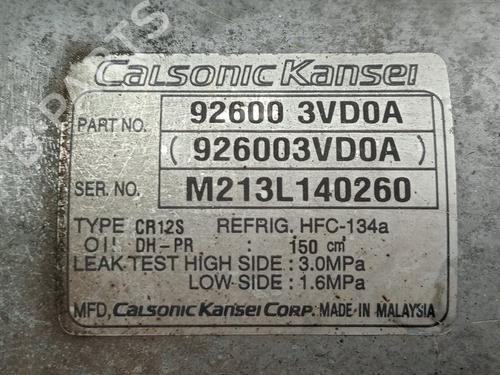 B-PARTS
Calsonic Kansei
PART NO. 92600 3VD0A
(926003VD0A)
SER. NO. M213L140260
TYPE CR12S REFRIG. HFC-134a
OIL DH-PR : 150 cm³
LEAK TEST HIGH SIDE : 3.0MPa
LOW SIDE : 1.6MPa
MFD, CALSONIC KANSEI CORP. MADE IN MALAYSIA